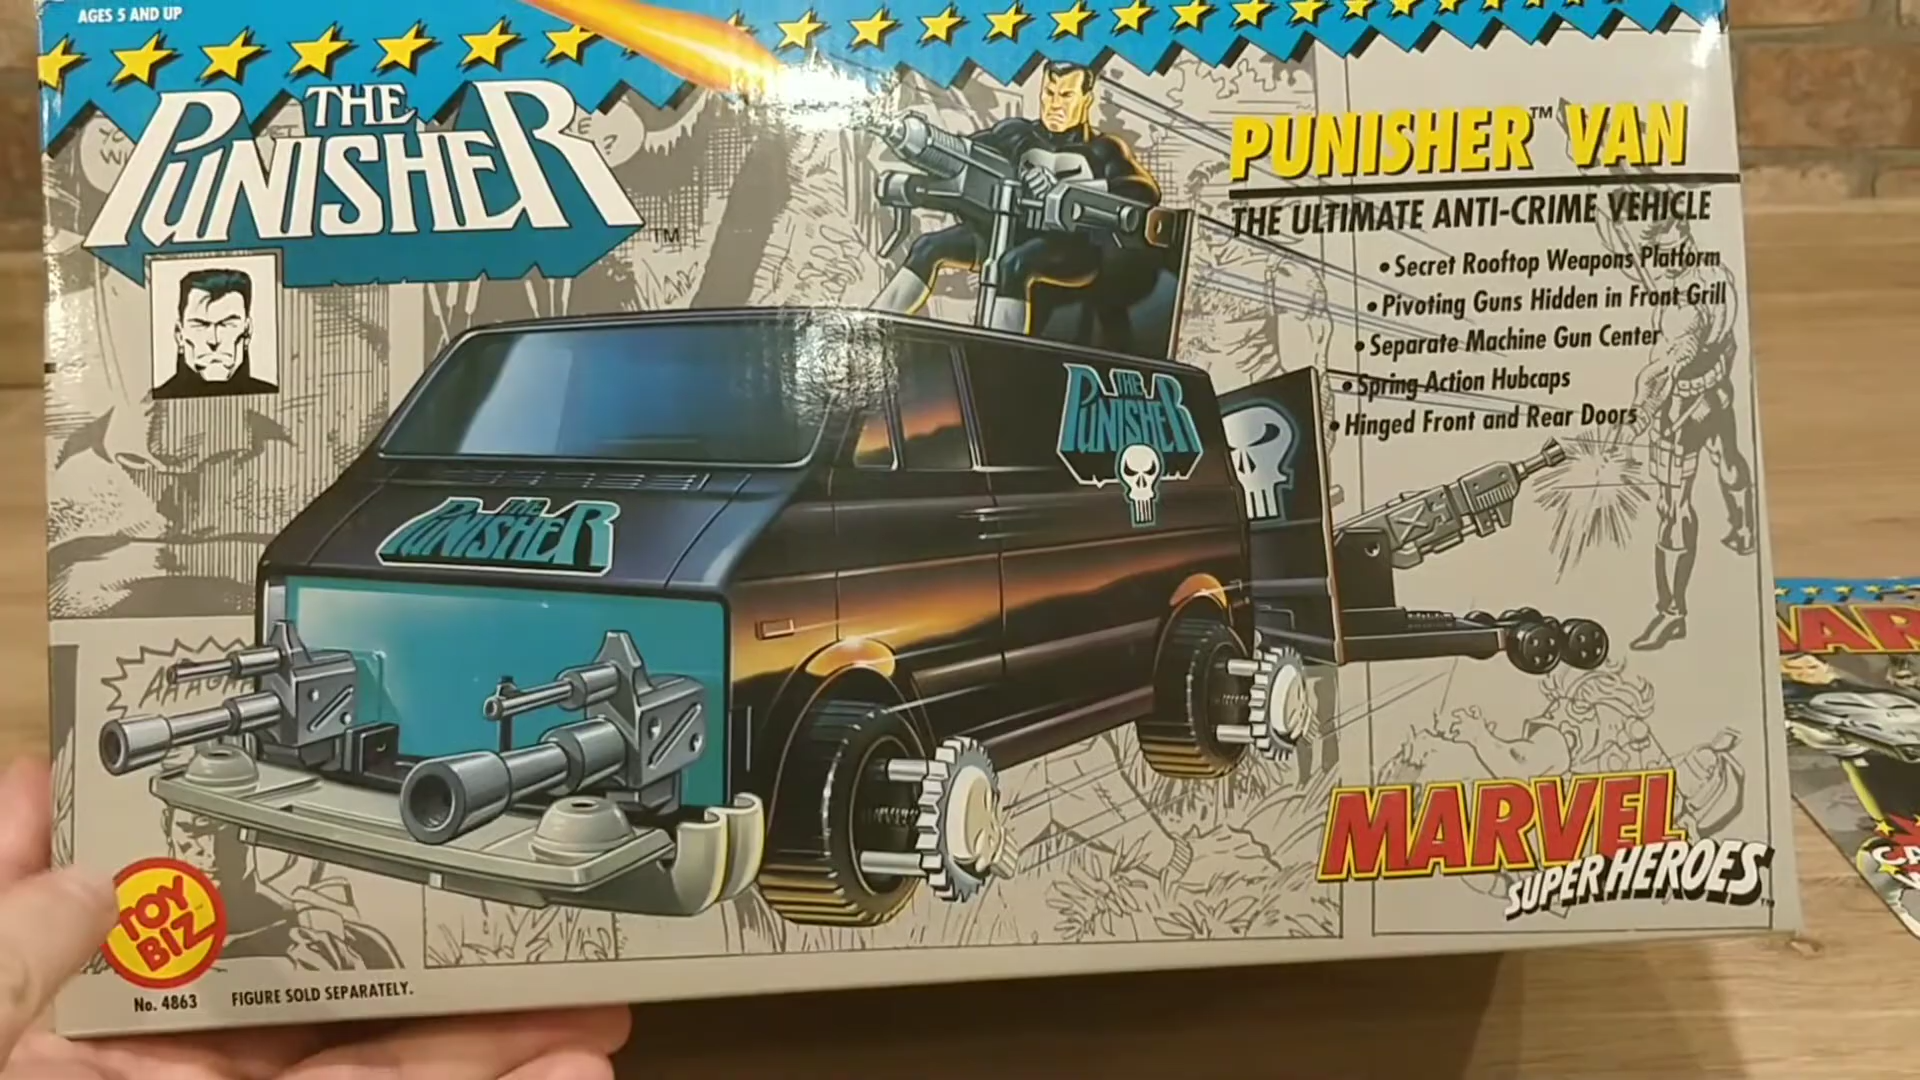 AGES 5 AND UP
THE
PUNISHER
TM
PUNISHER™ VAN
THE ULTIMATE ANTI-CRIME VEHICLE
• Secret Rooftop Weapons Platform
• Pivoting Guns Hidden in Front Grill
• Separate Machine Gun Center
• Spring Action Hubcaps
• Hinged Front and Rear Doors
THE
PUNISHER
THE
PUNISHER
MARVEL
SUPER HEROES™
TOY
BIZ
No. 4863
FIGURE SOLD SEPARATELY.